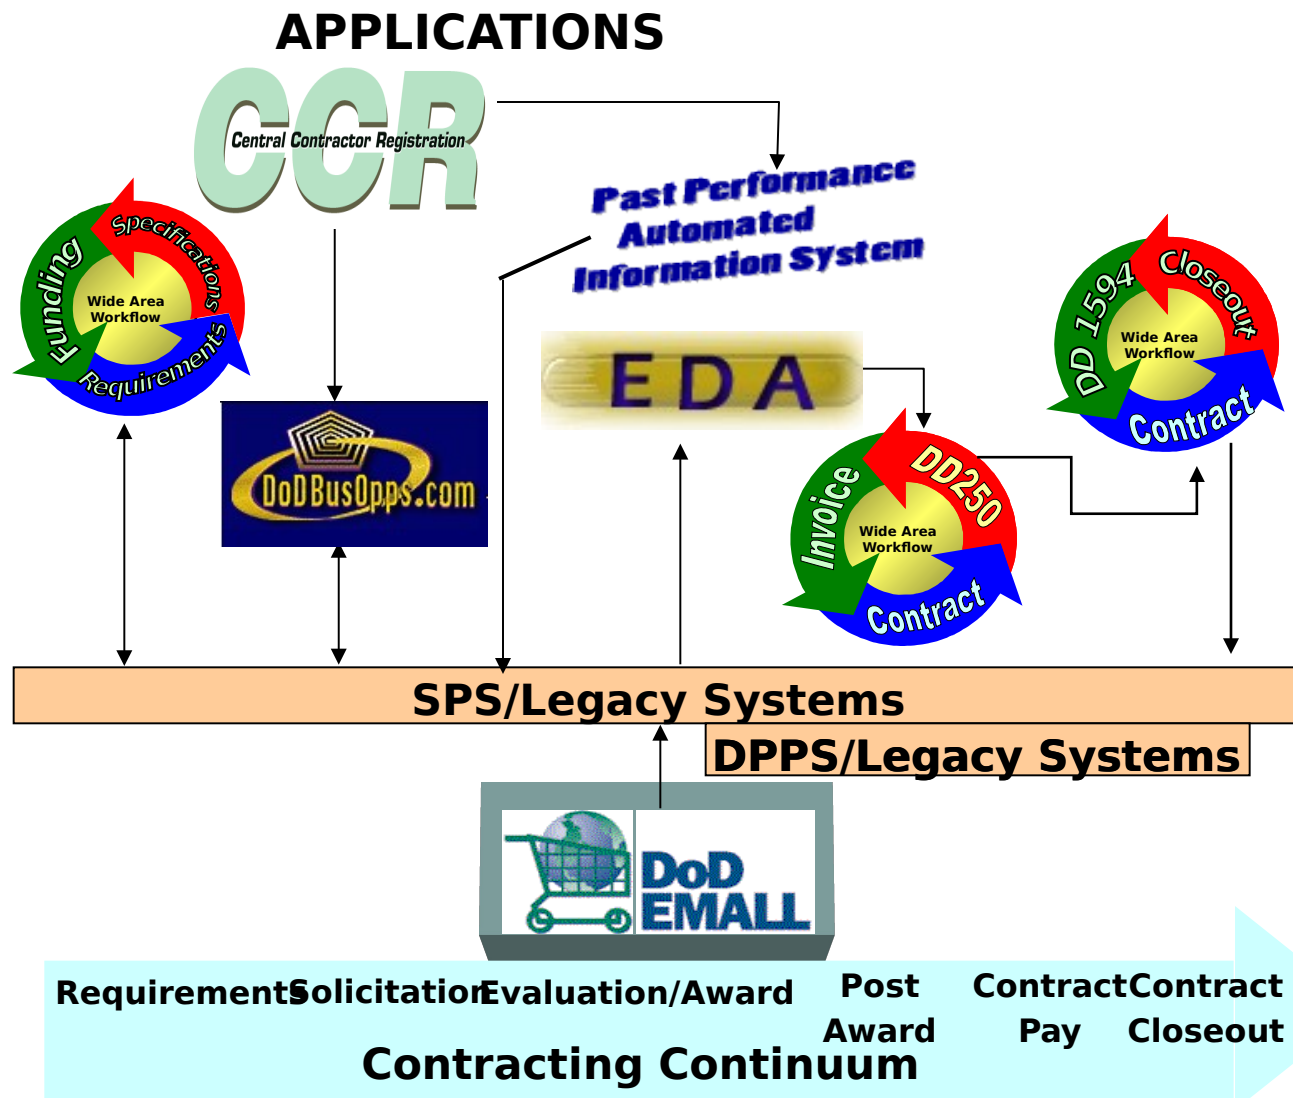 APPLICATIONS
CCR
Central Contractor Registration
Past Performance
Automated
Information System
Funding
Specifications
Requirements
Wide Area
Workflow
DD 1594
Closeout
Contract
Wide Area
Workflow
EDA
DoDBusOpps.com
Invoice
DD250
Contract
Wide Area
Workflow
SPS/Legacy Systems
DPPS/Legacy Systems
DoD
EMALL
Requirements
Solicitation
Evaluation/Award
Post
Award
Contract
Pay
Contract
Closeout
Contracting Continuum